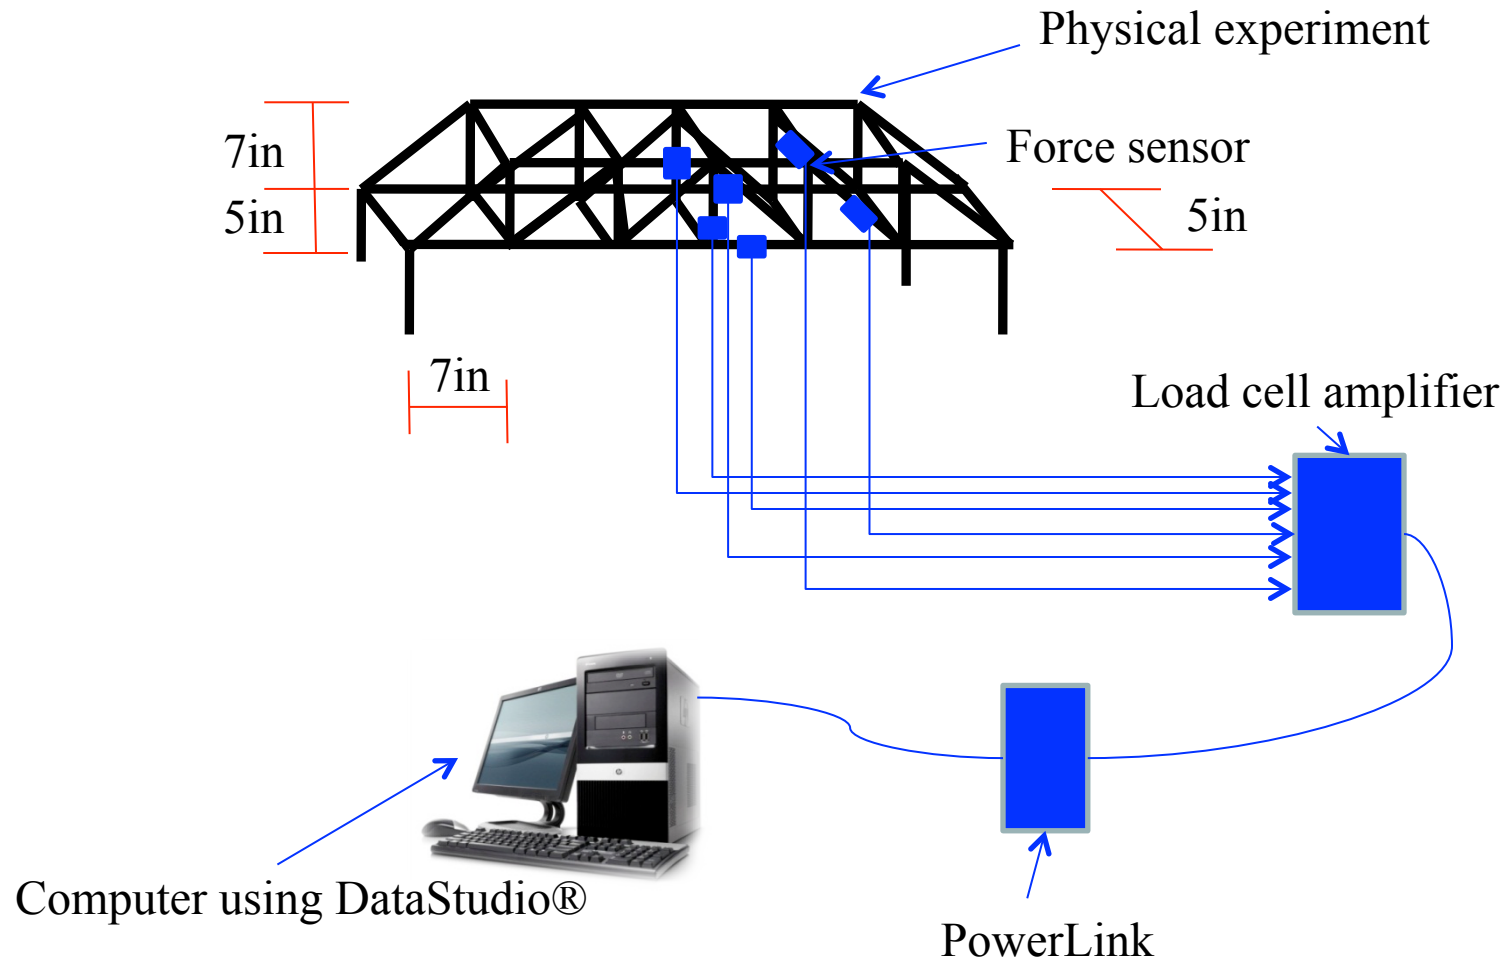 Physical experiment
7in
Force sensor
5in
5in
7in
Load cell amplifier
Computer using DataStudio®
PowerLink